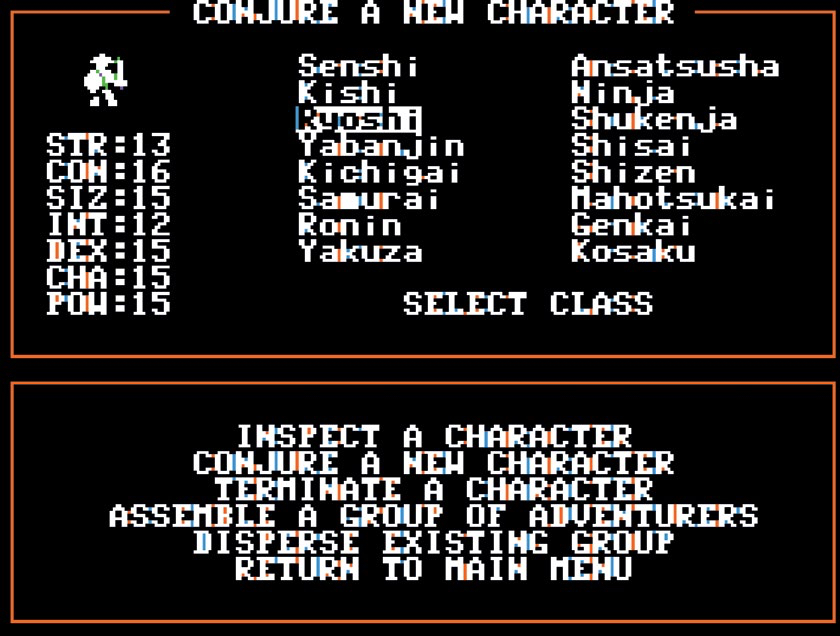 CONJURE A NEW CHARACTER
Senshi Ansatsusha
Kishi Ninja
Ryoshi Shukenja
STR:13 Yabanjin Shisai
CON:16 Kichigai Shizen
SIZ:15 Samurai Mahotsukai
INT:12 Ronin Genkai
DEX:15 Yakuza Kosaku
CHA:15
POW:15 SELECT CLASS
INSPECT A CHARACTER
CONJURE A NEW CHARACTER
TERMINATE A CHARACTER
ASSEMBLE A GROUP OF ADVENTURERS
DISPERSE EXISTING GROUP
RETURN TO MAIN MENU